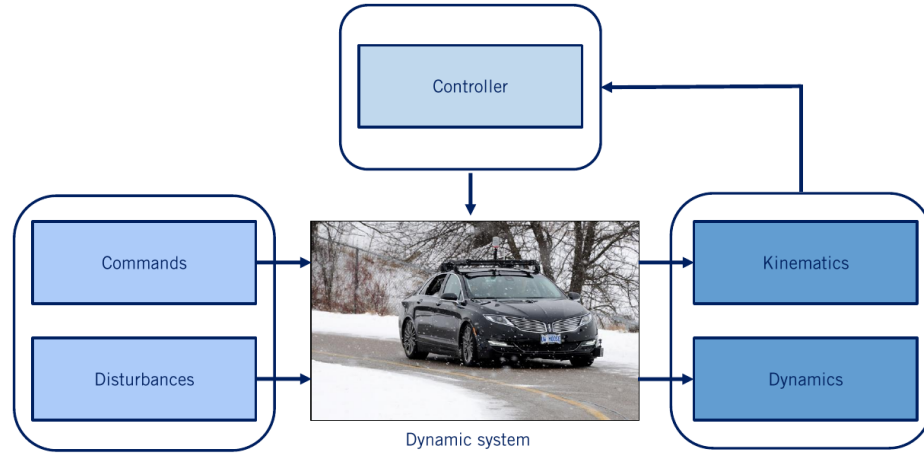 Controller
Commands
Kinematics
Disturbances
Dynamics
Dynamic system